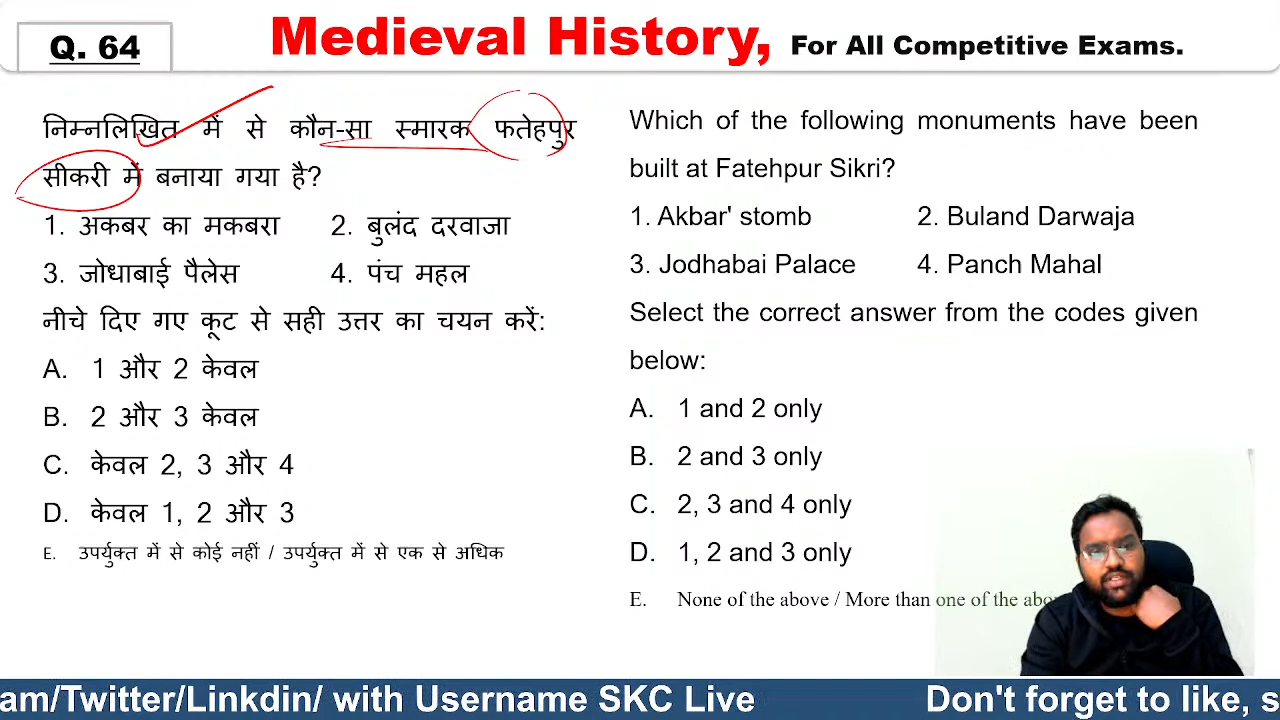 Q. 64
Medieval History, For All Competitive Exams.
निम्नलिखित में से कौन-सा स्मारक फतेहपुर
सीकरी में बनाया गया है?
1. अकबर का मकबरा 2. बुलंद दरवाजा
3. जोधाबाई पैलेस 4. पंच महल
नीचे दिए गए कूट से सही उत्तर का चयन करें:
A. 1 और 2 केवल
B. 2 और 3 केवल
C. केवल 2, 3 और 4
D. केवल 1, 2 और 3
E. उपर्युक्त में से कोई नहीं / उपर्युक्त में से एक से अधिक
Which of the following monuments have been
built at Fatehpur Sikri?
1. Akbar' stomb 2. Buland Darwaja
3. Jodhabai Palace 4. Panch Mahal
Select the correct answer from the codes given
below:
A. 1 and 2 only
B. 2 and 3 only
C. 2, 3 and 4 only
D. 1, 2 and 3 only
E. None of the above / More than one of the abo
am/Twitter/Linkdin/ with Username SKC Live Don't forget to like, s